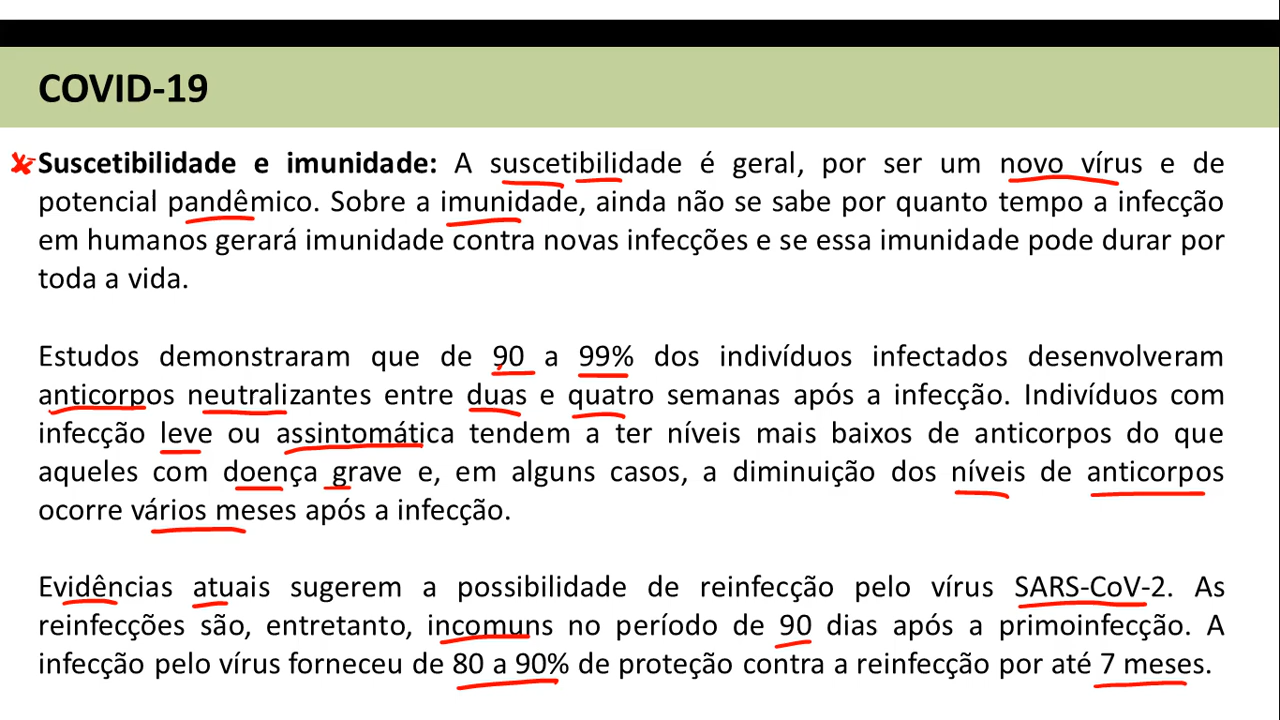 COVID-19
Suscetibilidade e imunidade: A suscetibilidade é geral, por ser um novo vírus e de
potencial pandêmico. Sobre a imunidade, ainda não se sabe por quanto tempo a infecção
em humanos gerará imunidade contra novas infecções e se essa imunidade pode durar por
toda a vida.
Estudos demonstraram que de 90 a 99% dos indivíduos infectados desenvolveram
anticorpos neutralizantes entre duas e quatro semanas após a infecção. Indivíduos com
infecção leve ou assintomática tendem a ter níveis mais baixos de anticorpos do que
aqueles com doença grave e, em alguns casos, a diminuição dos níveis de anticorpos
ocorre vários meses após a infecção.
Evidências atuais sugerem a possibilidade de reinfecção pelo vírus SARS-CoV-2. As
reinfecções são, entretanto, incomuns no período de 90 dias após a primoinfecção. A
infecção pelo vírus forneceu de 80 a 90% de proteção contra a reinfecção por até 7 meses.